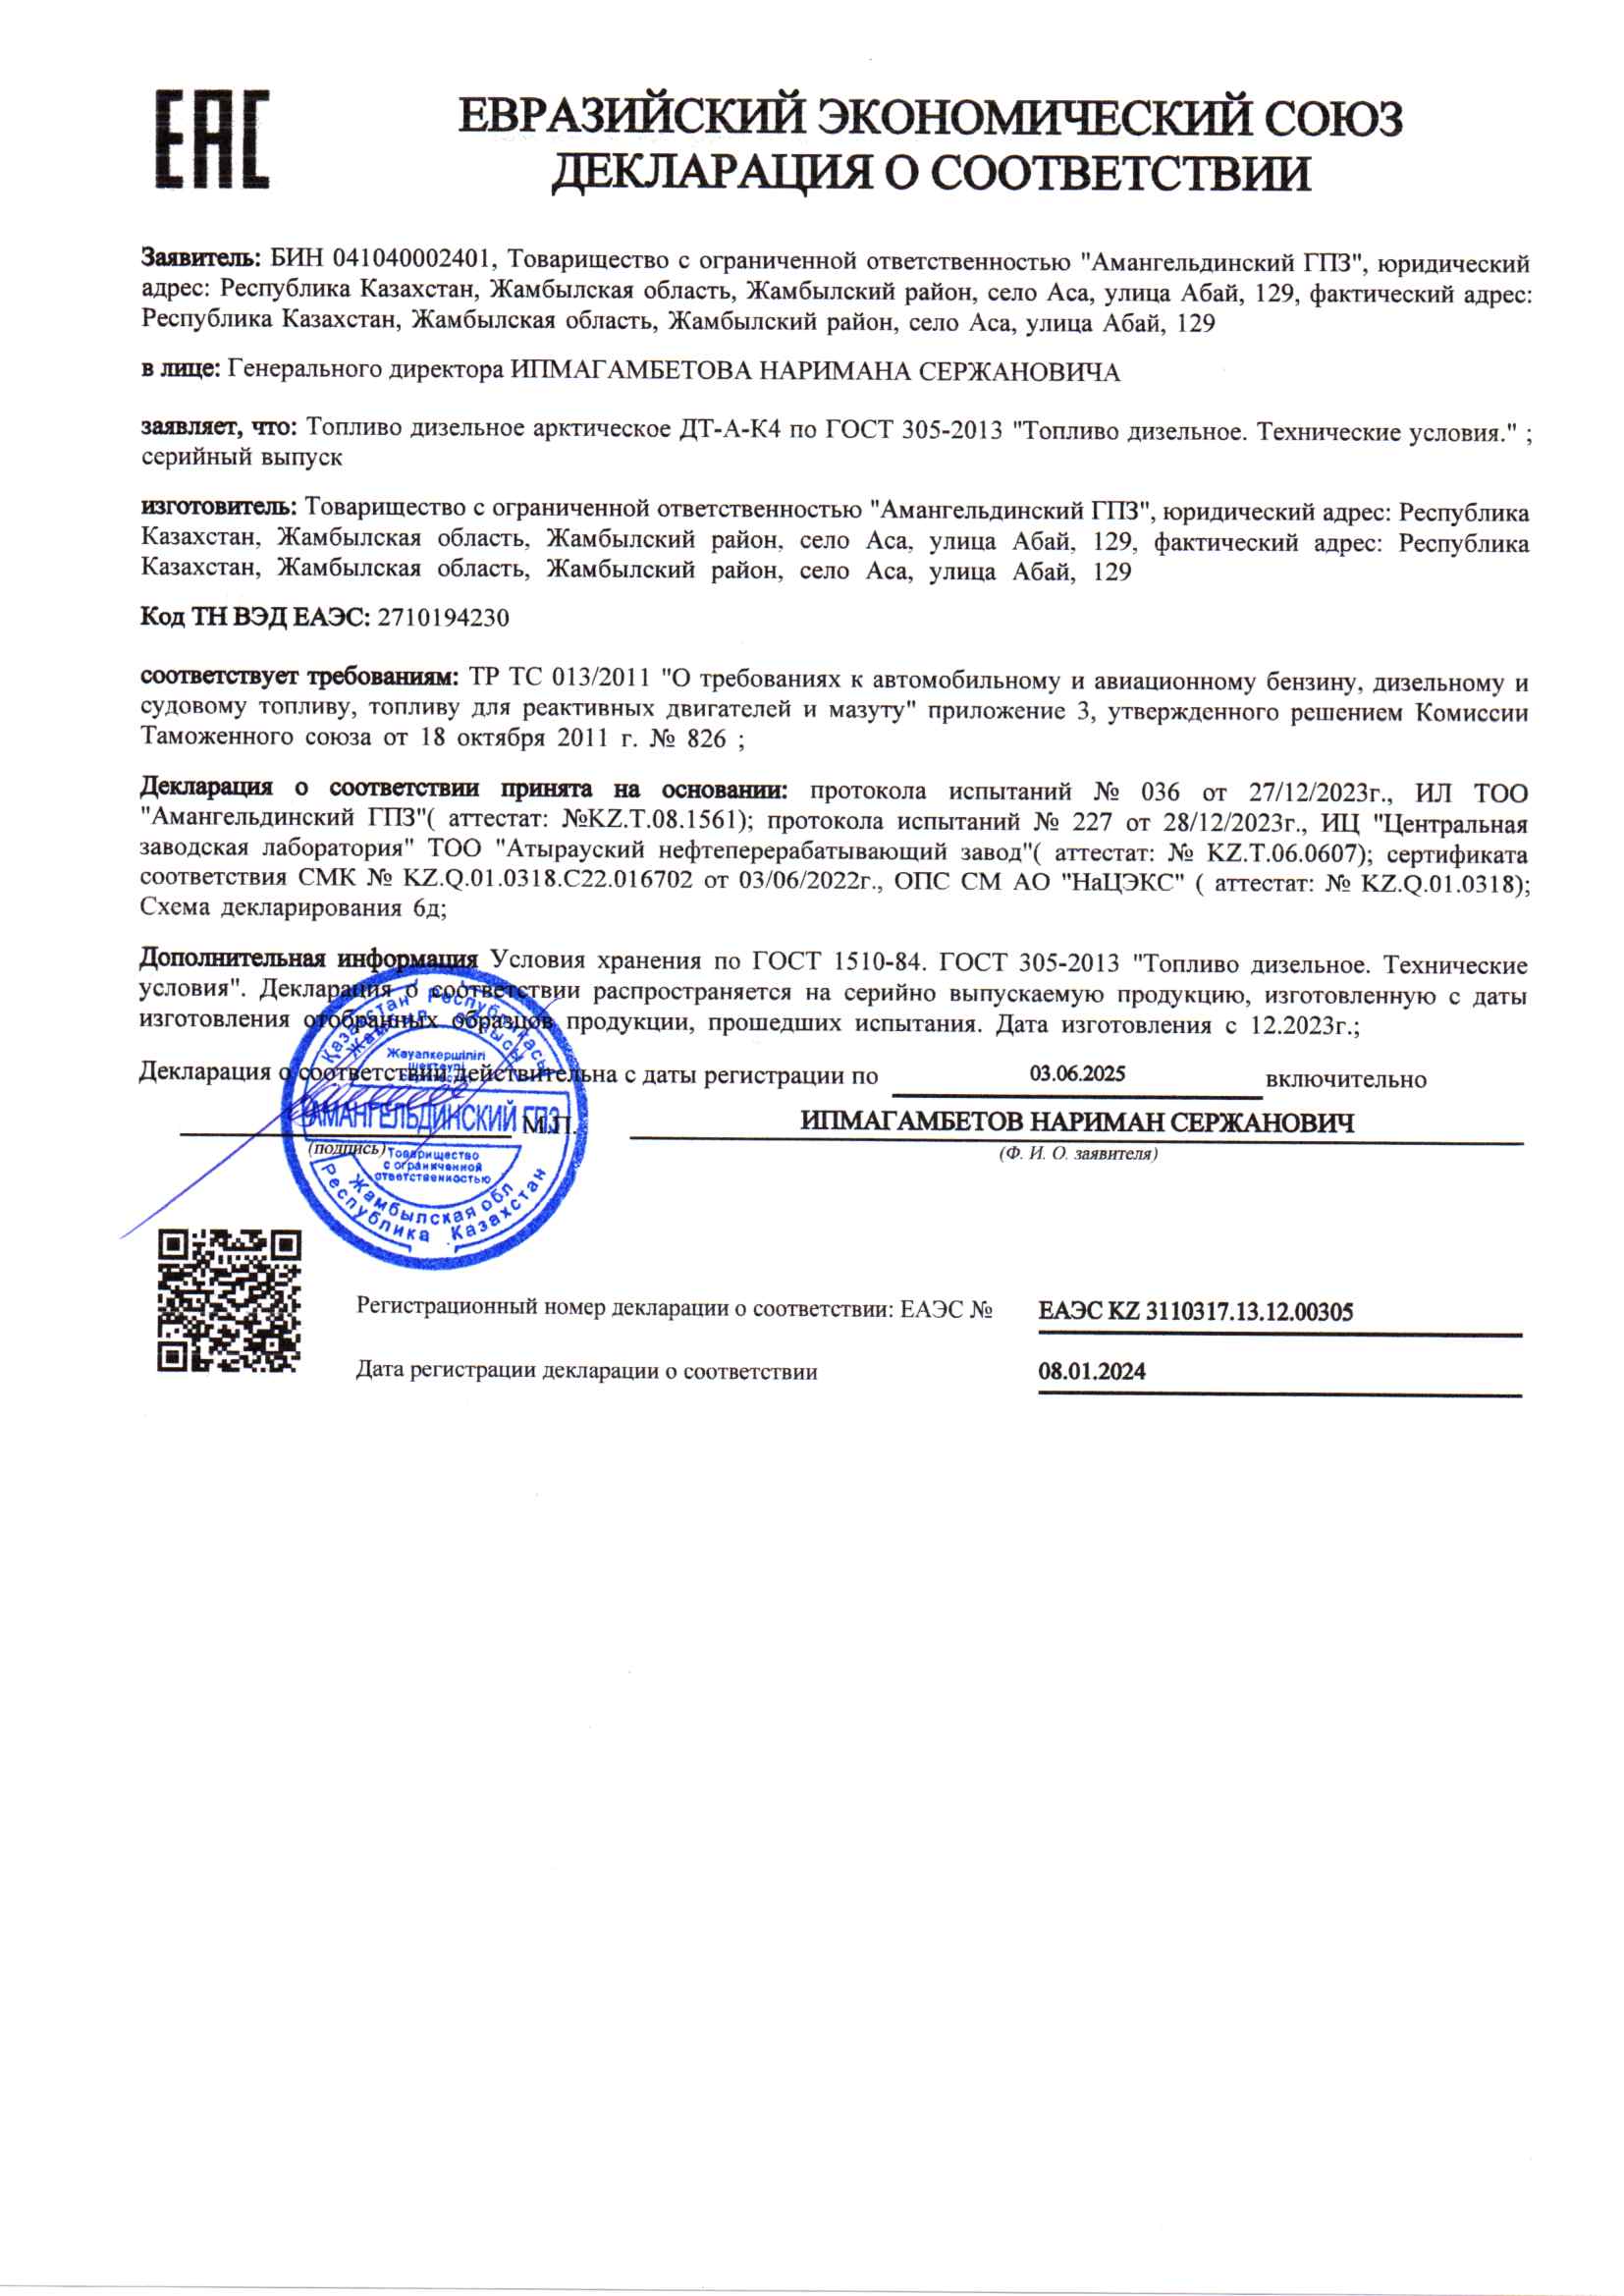 ЕАС
ЕВРАЗИЙСКИЙ ЭКОНОМИЧЕСКИЙ СОЮЗ
ДЕКЛАРАЦИЯ О СООТВЕТСТВИИ
Заявитель: БИН 041040002401, Товарищество с ограниченной ответственностью "Амангельдинский ГПЗ", юридический
адрес: Республика Казахстан, Жамбылская область, Жамбылский район, село Аса, улица Абай, 129, фактический адрес:
Республика Казахстан, Жамбылская область, Жамбылский район, село Аса, улица Абай, 129
в лице: Генерального директора ИПМАГАМБЕТОВА НАРИМАНА СЕРЖАНОВИЧА
заявляет, что: Топливо дизельное арктическое ДТ-А-К4 по ГОСТ 305-2013 "Топливо дизельное. Технические условия." ;
серийный выпуск
изготовитель: Товарищество с ограниченной ответственностью "Амангельдинский ГПЗ", юридический адрес: Республика
Казахстан, Жамбылская область, Жамбылский район, село Аса, улица Абай, 129, фактический адрес: Республика
Казахстан, Жамбылская область, Жамбылский район, село Аса, улица Абай, 129
Код ТН ВЭД ЕАЭС: 2710194230
соответствует требованиям: ТР ТС 013/2011 "О требованиях к автомобильному и авиационному бензину, дизельному и
судовому топливу, топливу для реактивных двигателей и мазуту" приложение 3, утвержденного решением Комиссии
Таможенного союза от 18 октября 2011 г. № 826 ;
Декларация о соответствии принята на основании: протокола испытаний № 036 от 27/12/2023г., ИЛ ТОО
"Амангельдинский ГПЗ"( аттестат: №KZ.T.08.1561); протокола испытаний № 227 от 28/12/2023г., ИЦ "Центральная
заводская лаборатория" ТОО "Атырауский нефтеперерабатывающий завод"( аттестат: № KZ.T.06.0607); сертификата
соответствия СМК № KZ.Q.01.0318.C22.016702 от 03/06/2022г., ОПС СМ АО "НаЦЭКС" ( аттестат: № KZ.Q.01.0318);
Схема декларирования 6д;
Дополнительная информация Условия хранения по ГОСТ 1510-84. ГОСТ 305-2013 "Топливо дизельное. Технические
условия". Декларация о соответствии распространяется на серийно выпускаемую продукцию, изготовленную с даты
изготовления отобранных образцов продукции, прошедших испытания. Дата изготовления с 12.2023г.;
Декларация о соответствии действительна с даты регистрации по 03.06.2025 включительно
Қазақстан Республикасы
Жамбыл облысы
Жауапкершілігі
шектеулі
АМАНГЕЛЬДИНСКИЙ ГПЗ
М.П.
ИПМАГАМБЕТОВ НАРИМАН СЕРЖАНОВИЧ
(подпись)
(Ф. И. О. заявителя)
Товарищество
с ограниченной
ответственностью
Жамбылская обл
Республика Казахстан
Регистрационный номер декларации о соответствии: ЕАЭС № ЕАЭС KZ 3110317.13.12.00305
Дата регистрации декларации о соответствии 08.01.2024